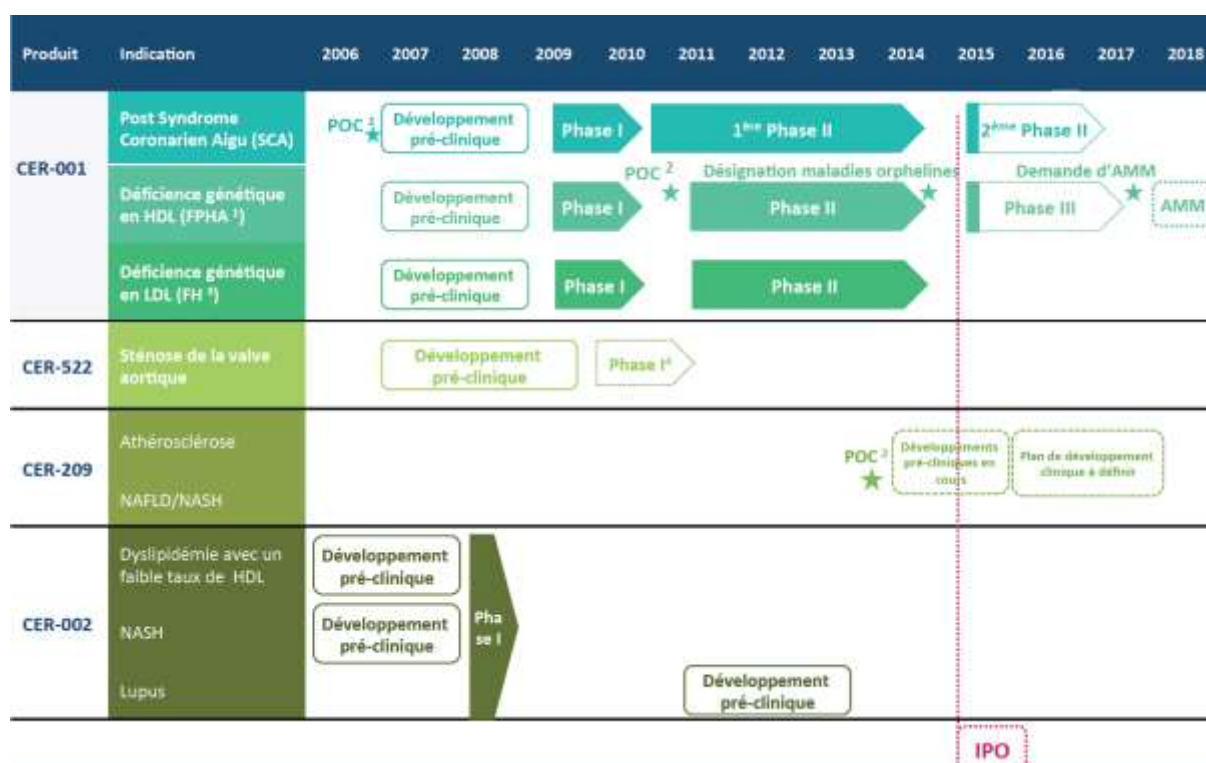 Produit Indication 2006 2007 2008 2009 2010 2011 2012 2013 2014 2015 2016 2017 2018
CER-001
Post Syndrome
Coronarien Aigu (SCA)
POC 1
Développement
pré-clinique
Phase I
1ère Phase II
2ème Phase II
POC 2
Désignation maladies orphelines
Demande d'AMM
Déficience génétique
en HDL (FPHA 3)
Développement
pré-clinique
Phase I
Phase II
Phase III
AMM
Déficience génétique
en LDL (FH)
Développement
pré-clinique
Phase I
Phase II
CER-522
Sténose de la valve
aortique
Développement
pré-clinique
Phase I
CER-209
Athérosclérose
NAFLD/NASH
POC
Développements
pré-cliniques en
cours
Plan de développement
clinique à définir
CER-002
Dyslipidémie avec un
faible taux de HDL
Développement
pré-clinique
Pha
se I
NASH
Développement
pré-clinique
Lupus
Développement
pré-clinique
IPO